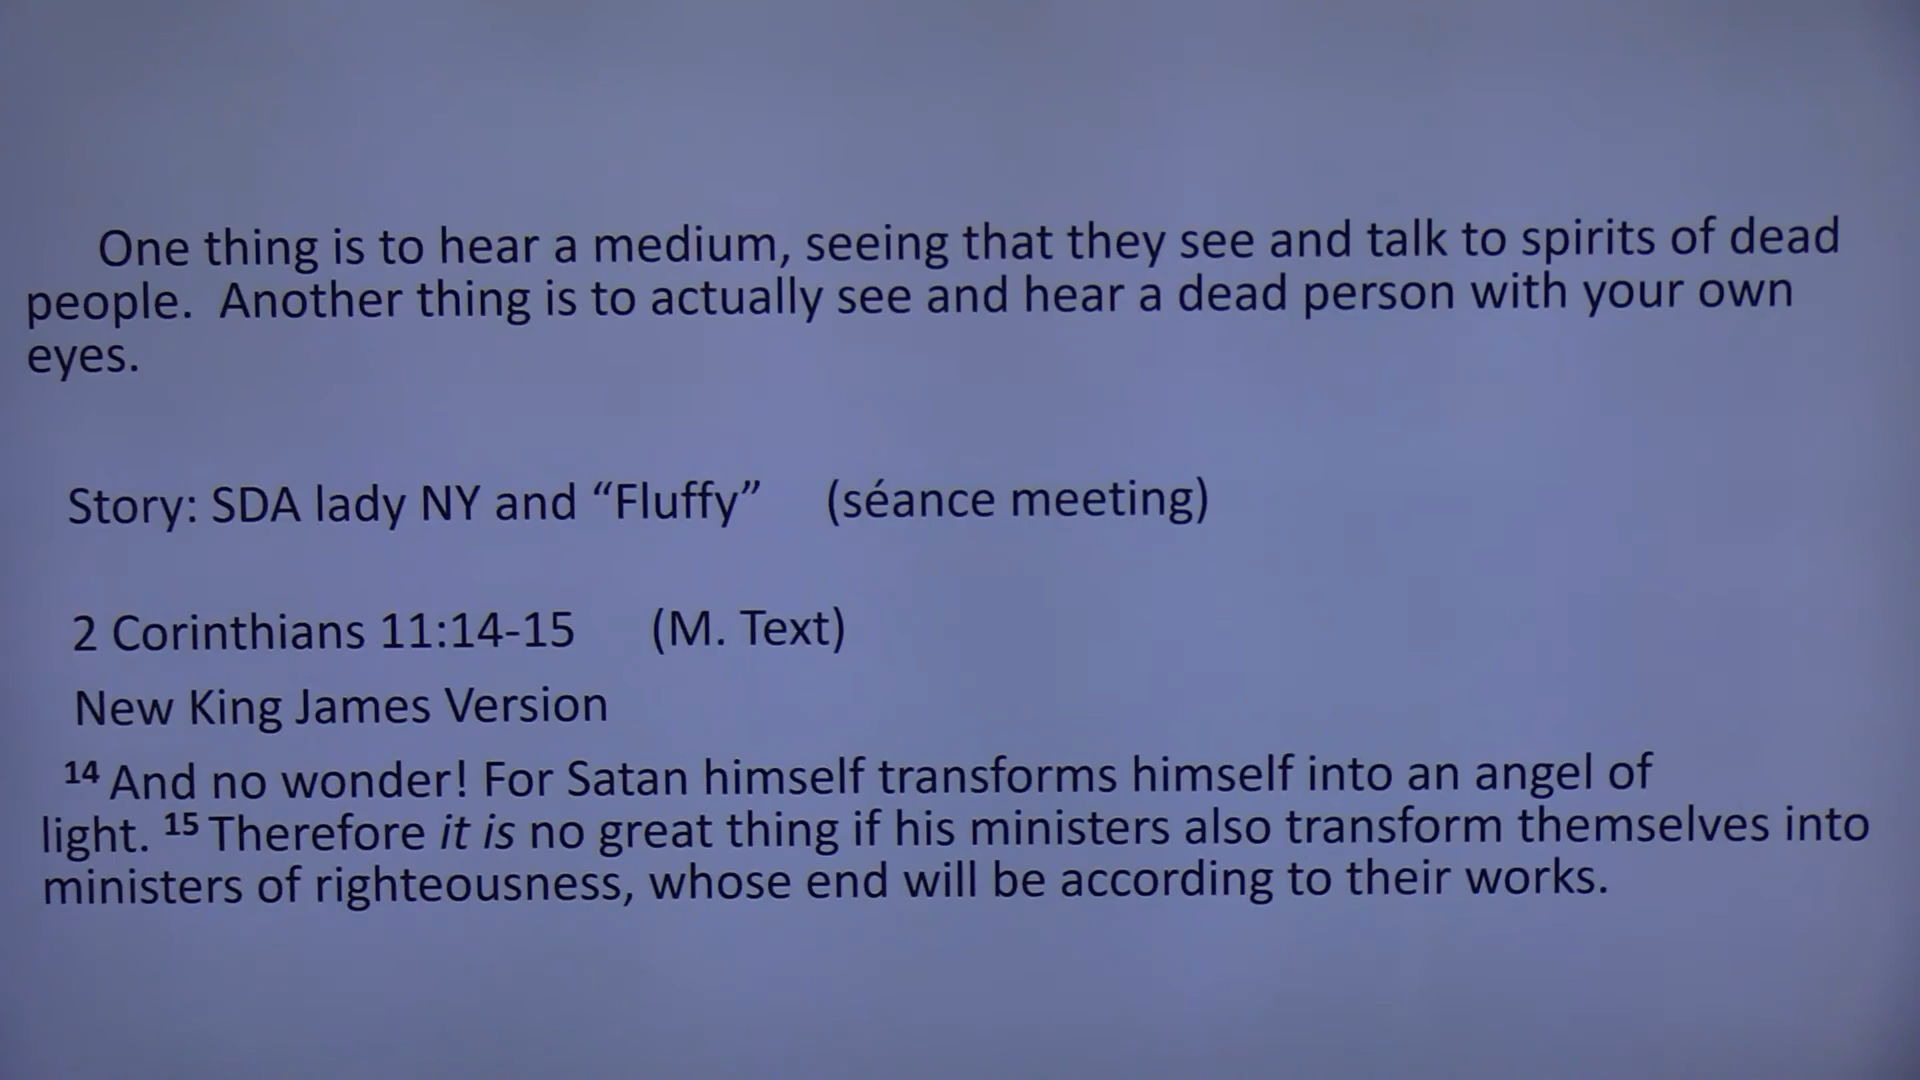 One thing is to hear a medium, seeing that they see and talk to spirits of dead
people. Another thing is to actually see and hear a dead person with your own
eyes.
Story: SDA lady NY and “Fluffy” (séance meeting)
2 Corinthians 11:14-15 (M. Text)
New King James Version
14 And no wonder! For Satan himself transforms himself into an angel of
light. 15 Therefore it is no great thing if his ministers also transform themselves into
ministers of righteousness, whose end will be according to their works.